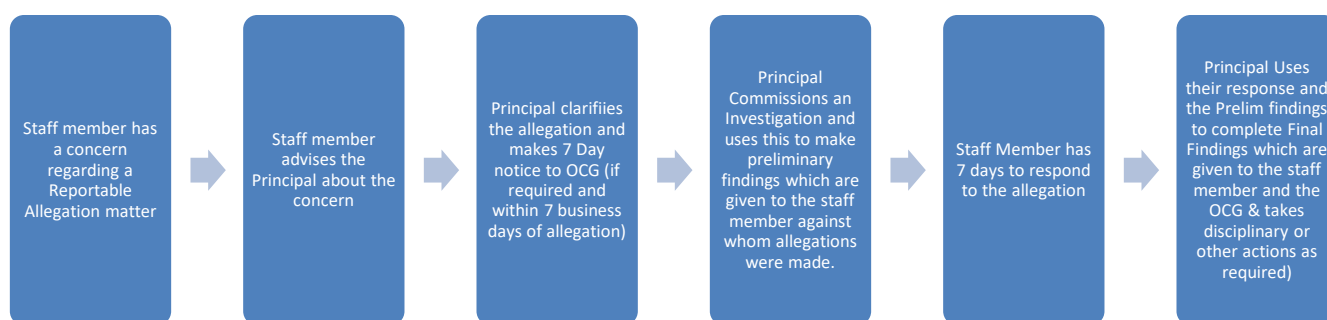 Staff member has
a concern
regarding a
Reportable
Allegation matter
Staff member
advises the
Principal about the
concern
Principal clarifiies
the allegation and
makes 7 Day
notice to OCG (if
required and
within 7 business
days of allegation)
Principal
Commissions an
Investigation and
uses this to make
preliminary
findings which are
given to the staff
member against
whom allegations
were made.
Staff Member has
7 days to respond
to the allegation
Principal Uses
their response and
the Prelim findings
to complete Final
Findings which are
given to the staff
member and the
OCG & takes
disciplinary or
other actions as
required)